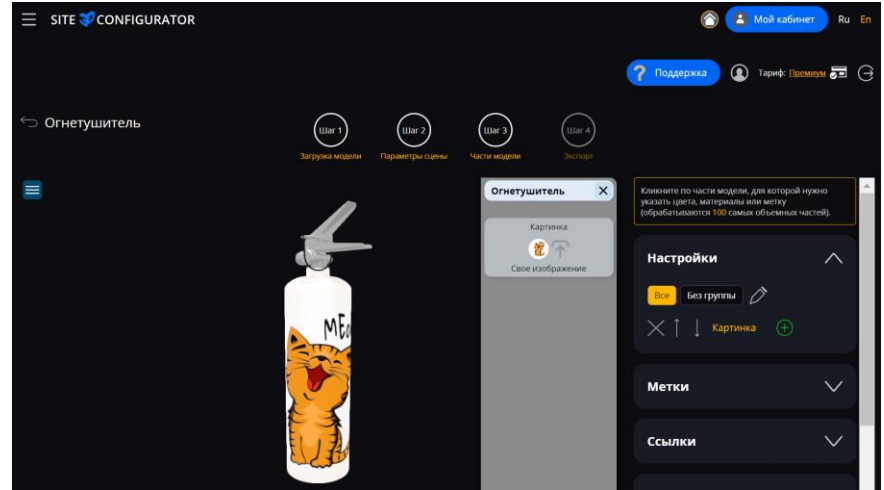 SITE 3D CONFIGURATOR
Мой кабинет
Ru En
? Поддержка
Тариф: Премиум
Огнетушитель
Шаг 1
Шаг 2
Шаг 3
Шаг 4
Загрузка модели
Параметры сцены
Части модели
Экспорт
MEO
Огнетушитель X
Картинка
Свое изображение
Кликните по части модели, для которой нужно
указать цвета, материалы или метку
(обрабатываются 100 самых объемных частей).
Настройки
Все
Без группы
Картинка
Метки
Ссылки